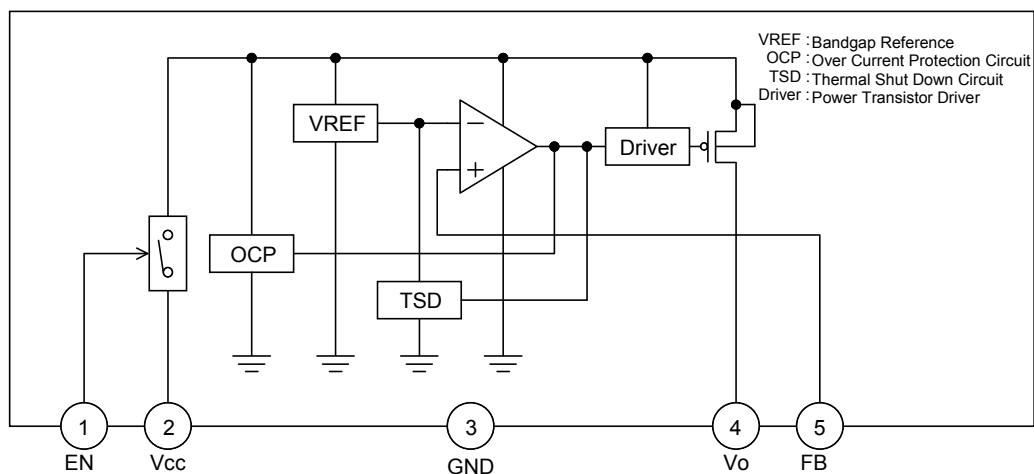 VREF : Bandgap Reference
OCP : Over Current Protection Circuit
TSD : Thermal Shut Down Circuit
Driver : Power Transistor Driver
VREF
−
+
Driver
OCP
TSD
1
2
3
4
5
EN
Vcc
GND
Vo
FB